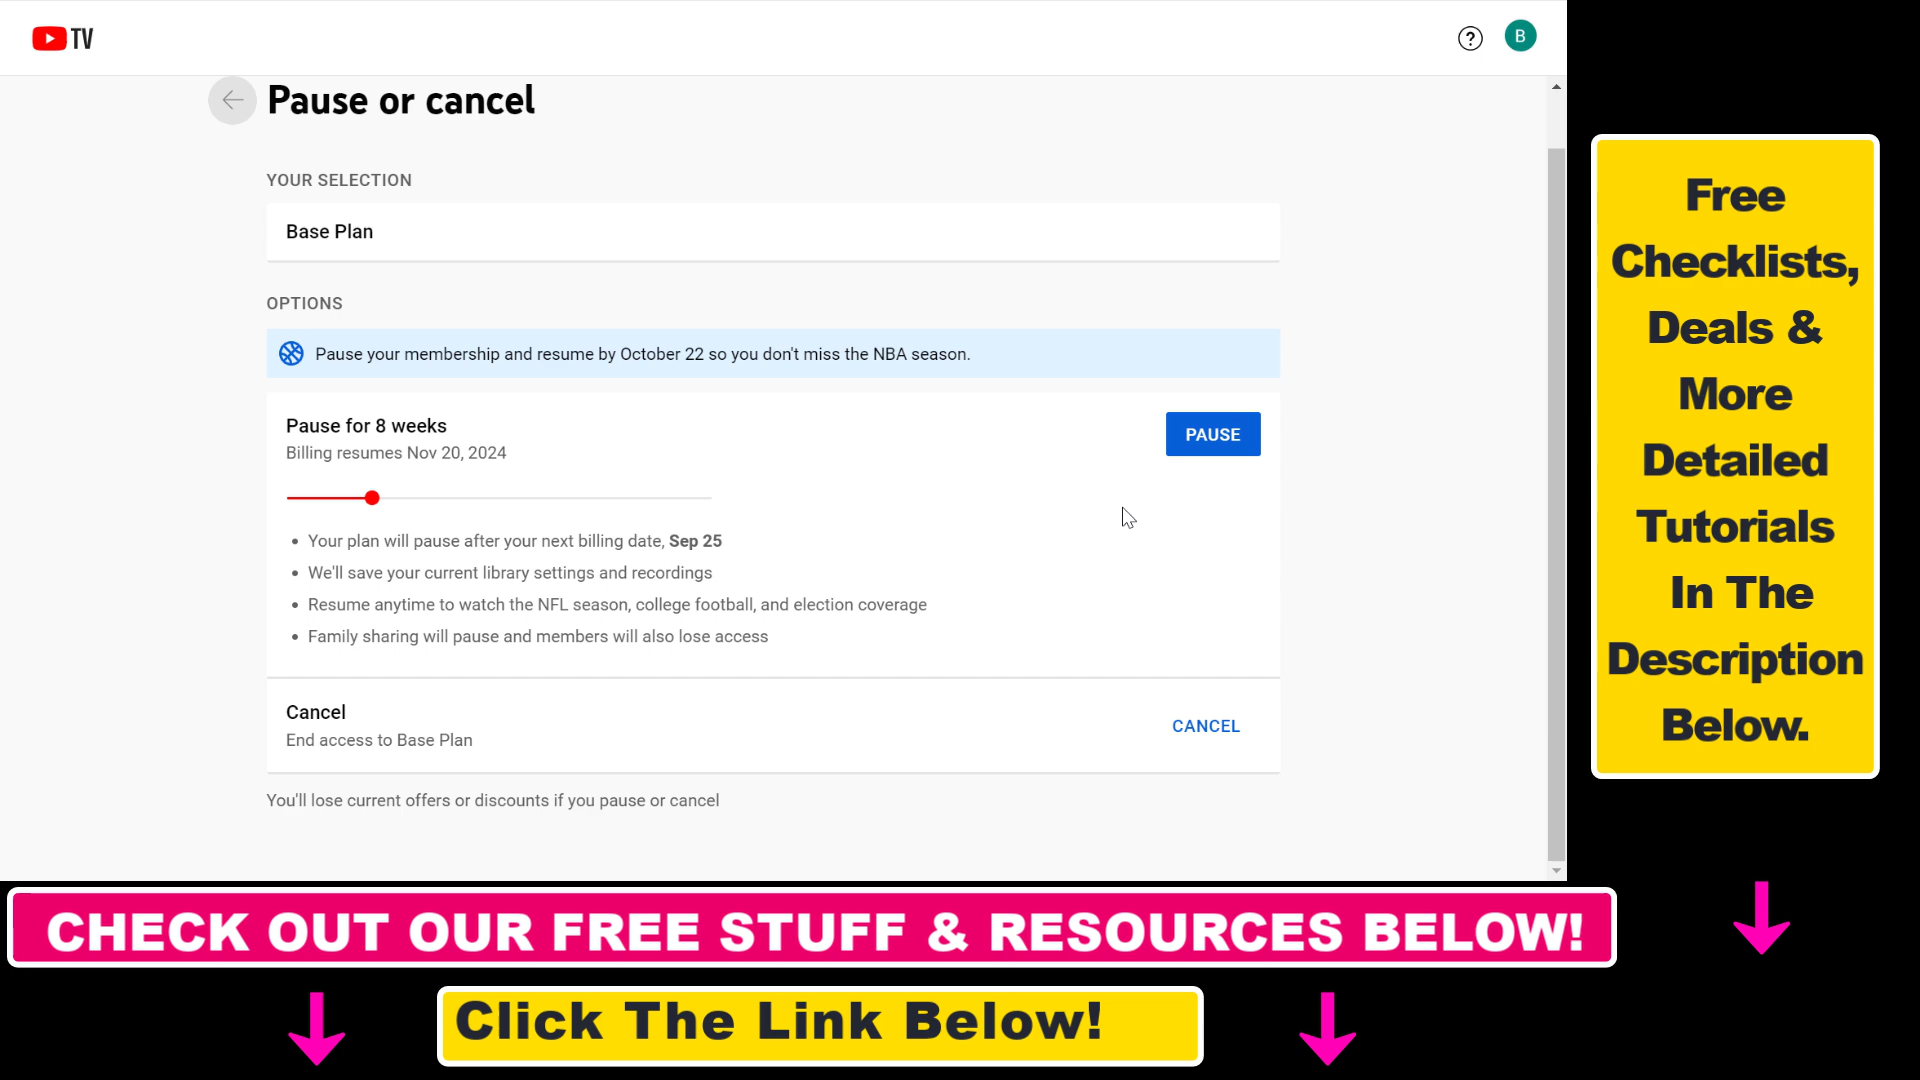 TV
?
B
Pause or cancel
YOUR SELECTION
Base Plan
OPTIONS
Pause your membership and resume by October 22 so you don't miss the NBA season.
Pause for 8 weeks
Billing resumes Nov 20, 2024
PAUSE
• Your plan will pause after your next billing date, Sep 25
• We'll save your current library settings and recordings
• Resume anytime to watch the NFL season, college football, and election coverage
• Family sharing will pause and members will also lose access
Cancel
End access to Base Plan
CANCEL
You'll lose current offers or discounts if you pause or cancel
Free
Checklists,
Deals &
More
Detailed
Tutorials
In The
Description
Below.
CHECK OUT OUR FREE STUFF & RESOURCES BELOW!
Click The Link Below!